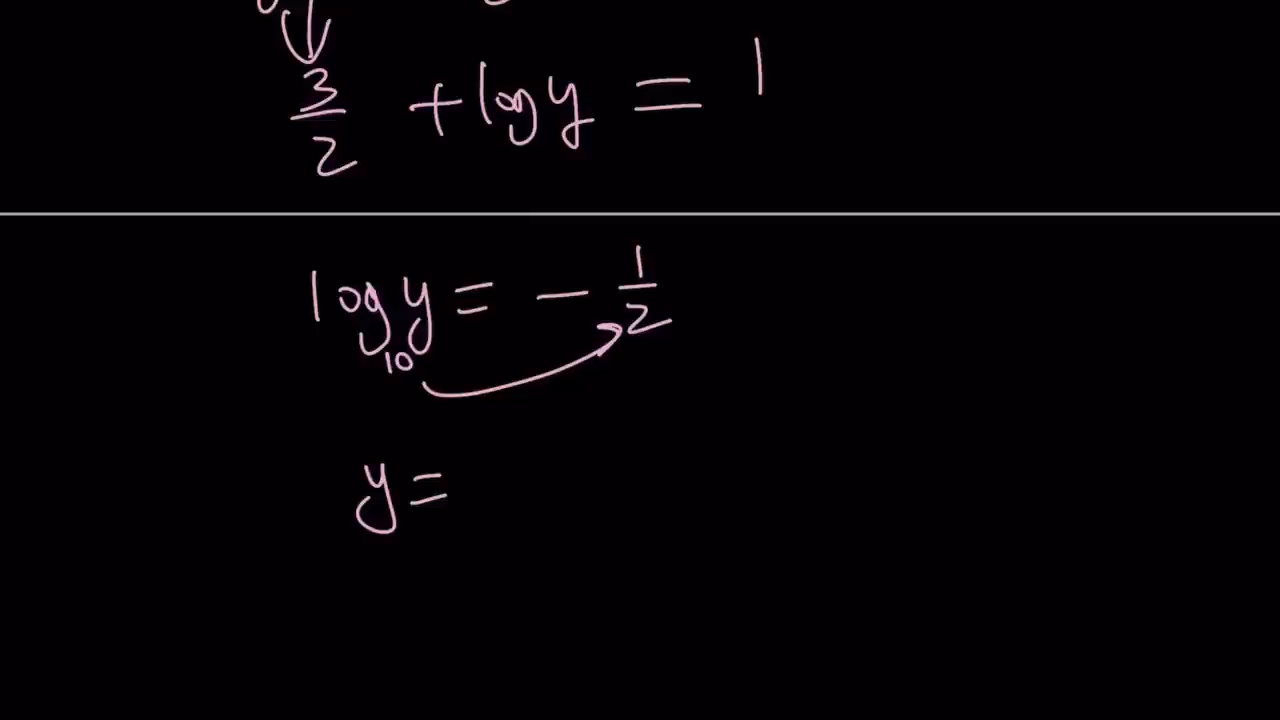 3/2 + log y = 1
log₁₀ y = - 1/2
y =